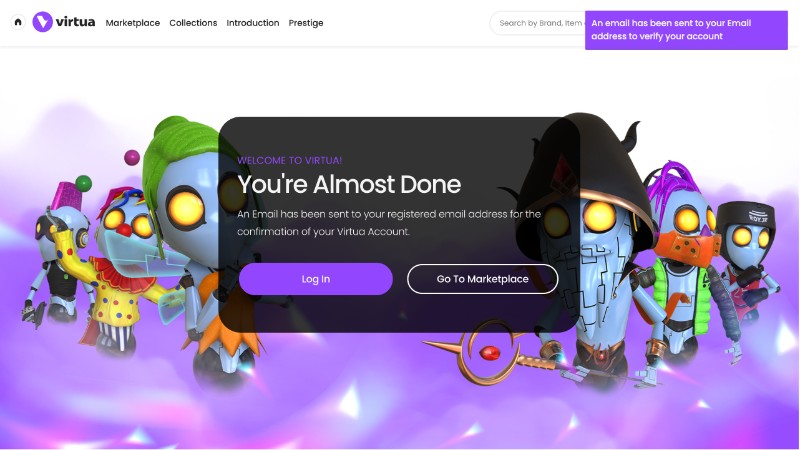 virtua
Marketplace Collections Introduction Prestige
Search by Brand, Item
An email has been sent to your Email
address to verify your account
WELCOME TO VIRTUA!
You're Almost Done
An Email has been sent to your registered email address for the
confirmation of your Virtua Account.
Log In
Go To Marketplace